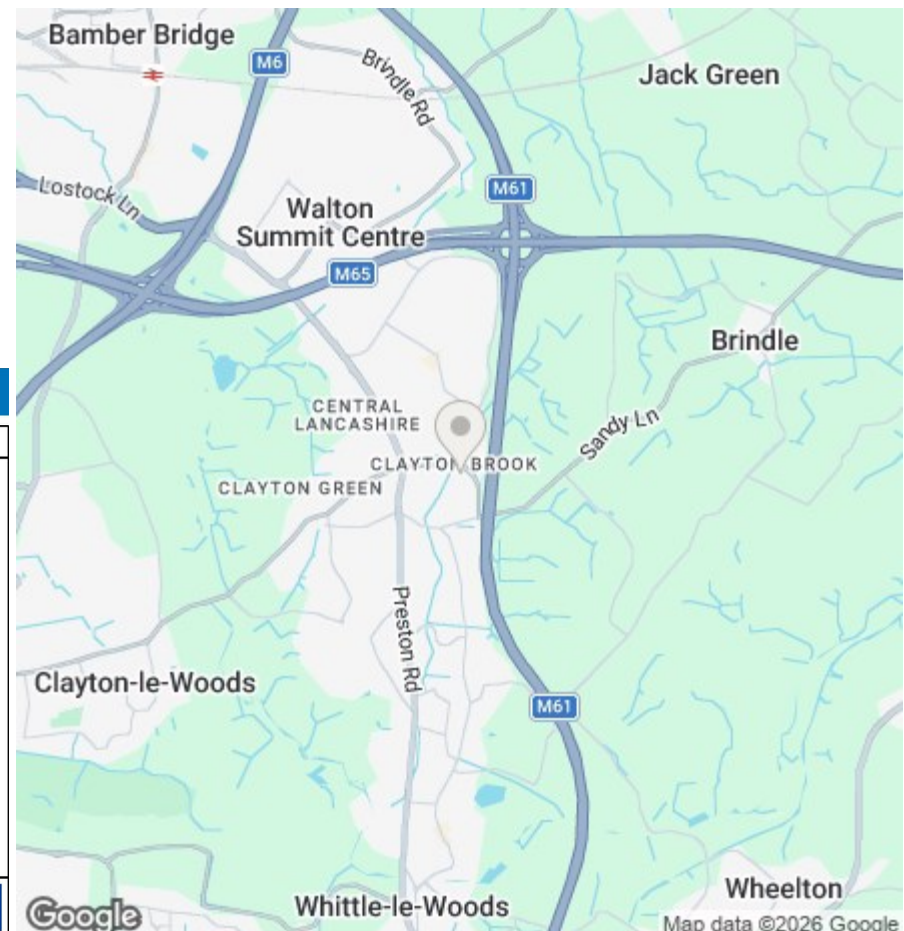 Bamber Bridge
M6
Brindle Rd
Jack Green
Lostock Ln
M61
Walton
Summit Centre
M65
Brindle
CENTRAL
LANCASHIRE
Sandy Ln
CLAYTON BROOK
CLAYTON GREEN
Preston Rd
Clayton-le-Woods
M61
Wheelton
Whittle-le-Woods
Google
Map data ©2026 Google